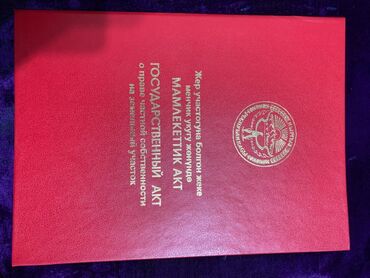 Жер участогуна болгон жеке
менчик укугу жөнүндө
МАМЛЕКЕТТИК АКТ
ГОСУДАРСТВЕННЫЙ АКТ
о праве частной собственности
на земельный участок